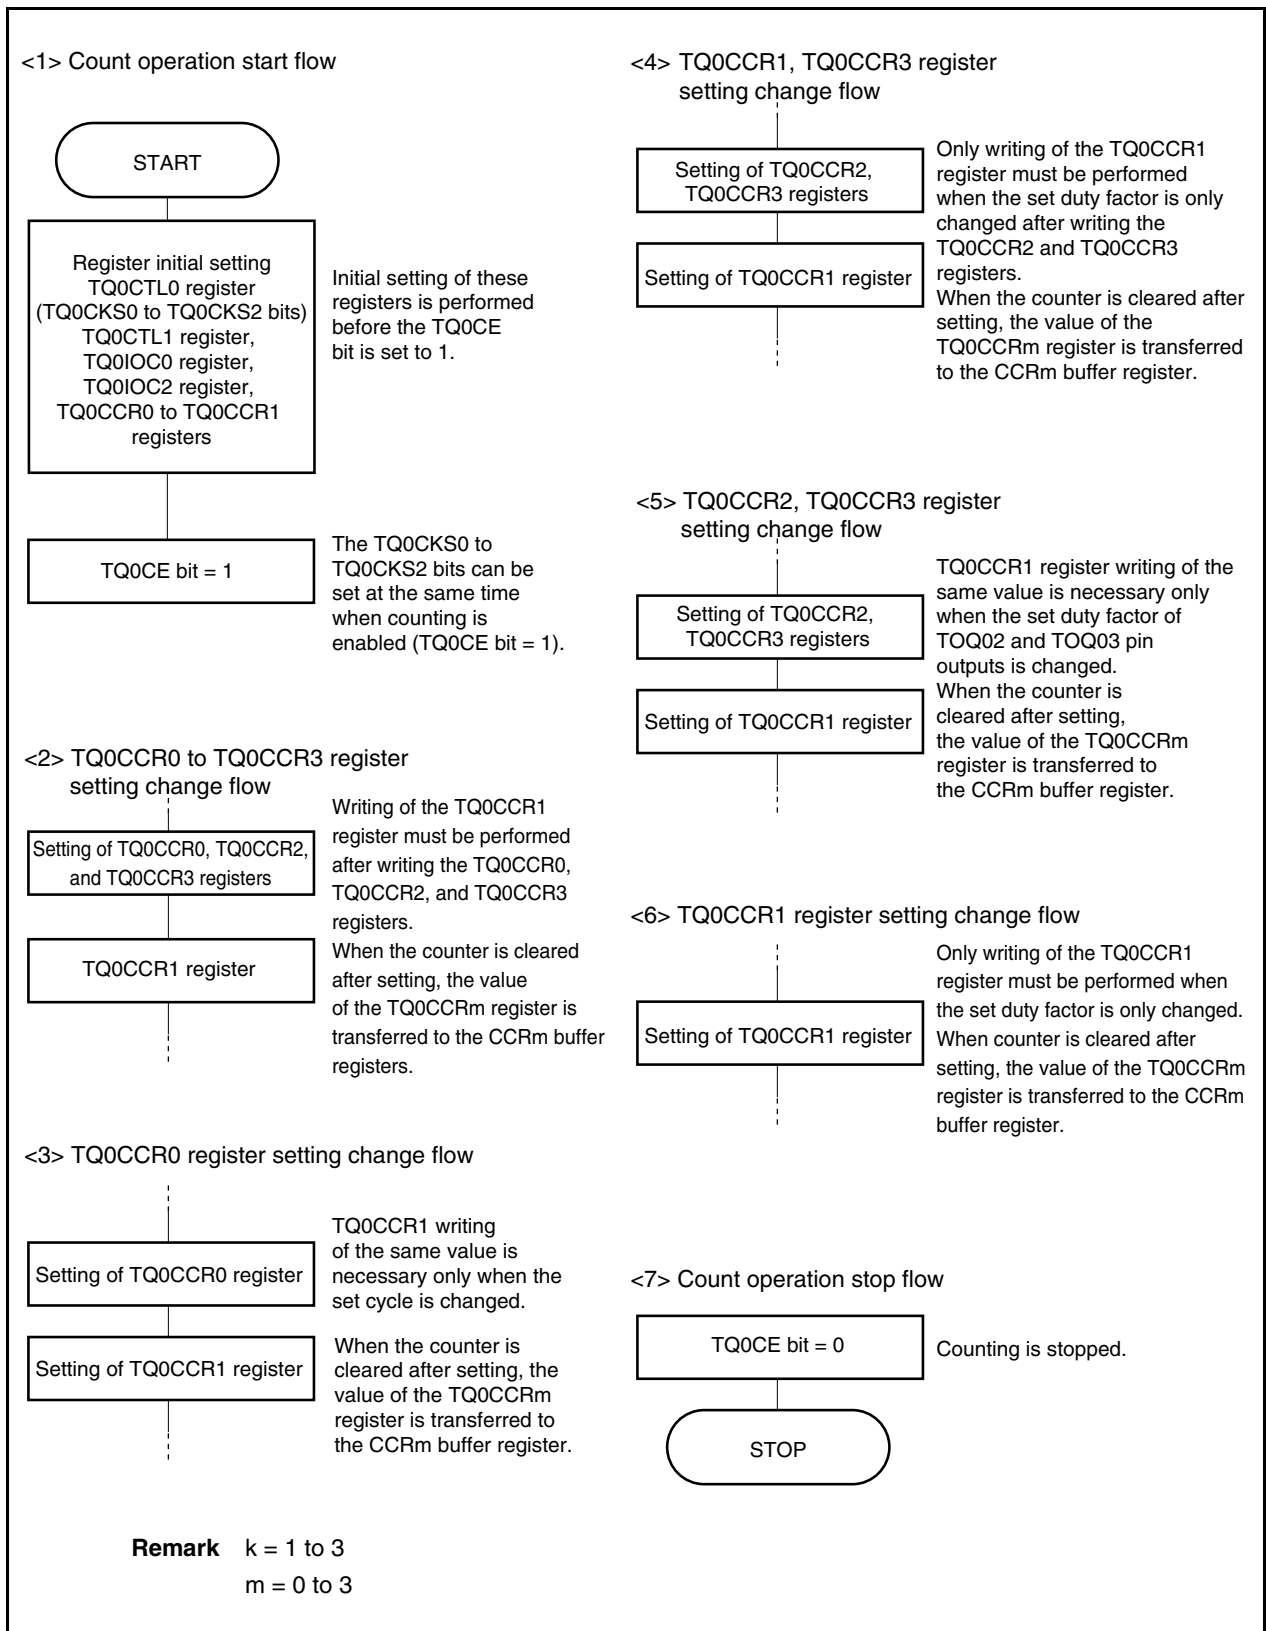 <1> Count operation start flow
START
Register initial setting
TQ0CTL0 register
(TQ0CKS0 to TQ0CKS2 bits)
TQ0CTL1 register,
TQ0IOC0 register,
TQ0IOC2 register,
TQ0CCR0 to TQ0CCR1
registers
Initial setting of these
registers is performed
before the TQ0CE
bit is set to 1.
TQ0CE bit = 1
The TQ0CKS0 to
TQ0CKS2 bits can be
set at the same time
when counting is
enabled (TQ0CE bit = 1).
<2> TQ0CCR0 to TQ0CCR3 register
setting change flow
Setting of TQ0CCR0, TQ0CCR2,
and TQ0CCR3 registers
TQ0CCR1 register
Writing of the TQ0CCR1
register must be performed
after writing the TQ0CCR0,
TQ0CCR2, and TQ0CCR3
registers.
When the counter is cleared
after setting, the value
of the TQ0CCRm register is
transferred to the CCRm buffer
registers.
<3> TQ0CCR0 register setting change flow
Setting of TQ0CCR0 register
TQ0CCR1 writing
of the same value is
necessary only when the
set cycle is changed.
Setting of TQ0CCR1 register
When the counter is
cleared after setting, the
value of the TQ0CCRm
register is transferred to
the CCRm buffer register.
<4> TQ0CCR1, TQ0CCR3 register
setting change flow
Setting of TQ0CCR2,
TQ0CCR3 registers
Setting of TQ0CCR1 register
Only writing of the TQ0CCR1
register must be performed
when the set duty factor is only
changed after writing the
TQ0CCR2 and TQ0CCR3
registers.
When the counter is cleared after
setting, the value of the
TQ0CCRm register is transferred
to the CCRm buffer register.
<5> TQ0CCR2, TQ0CCR3 register
setting change flow
Setting of TQ0CCR2,
TQ0CCR3 registers
Setting of TQ0CCR1 register
TQ0CCR1 register writing of the
same value is necessary only
when the set duty factor of
TOQ02 and TOQ03 pin
outputs is changed.
When the counter is
cleared after setting,
the value of the TQ0CCRm
register is transferred to
the CCRm buffer register.
<6> TQ0CCR1 register setting change flow
Setting of TQ0CCR1 register
Only writing of the TQ0CCR1
register must be performed when
the set duty factor is only changed.
When counter is cleared after
setting, the value of the TQ0CCRm
register is transferred to the CCRm
buffer register.
<7> Count operation stop flow
TQ0CE bit = 0
Counting is stopped.
STOP
Remark k = 1 to 3
m = 0 to 3